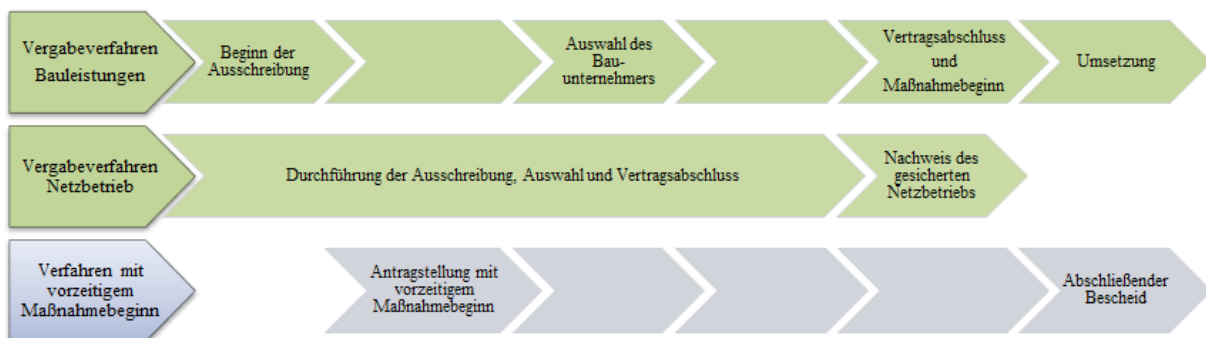 Vergabeverfahren
Bauleistungen
Beginn der
Ausschreibung
Auswahl des
Bau-
unternehmers
Vertragsabschluss
und
Maßnahmebeginn
Umsetzung
Vergabeverfahren
Netzbetrieb
Durchführung der Ausschreibung, Auswahl und Vertragsabschluss
Nachweis des
gesicherten
Netzbetriebs
Verfahren mit
vorzeitigem
Maßnahmebeginn
Antragstellung mit
vorzeitigem
Maßnahmebeginn
Abschließender
Bescheid